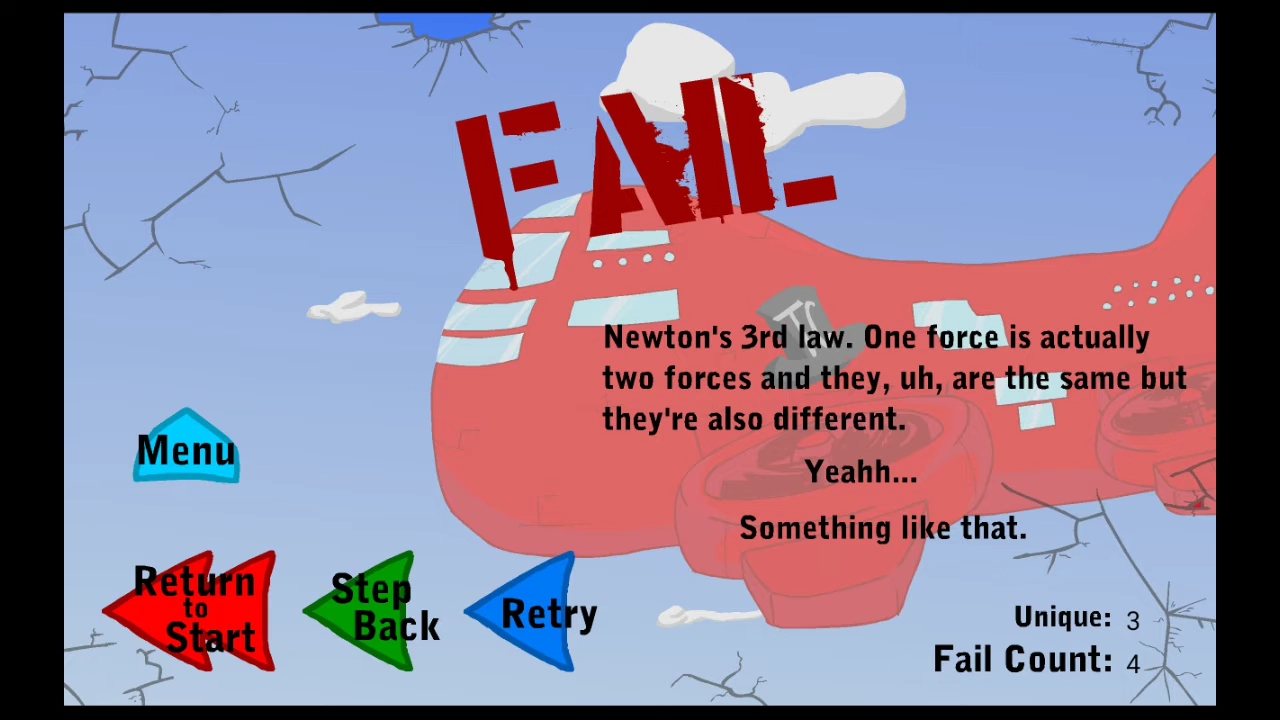 FAIL
TC
Newton's 3rd law. One force is actually
two forces and they, uh, are the same but
they're also different.
Yeahh...
Something like that.
Menu
Return
to
Start
Step
Back
Retry
Unique: 3
Fail Count: 4